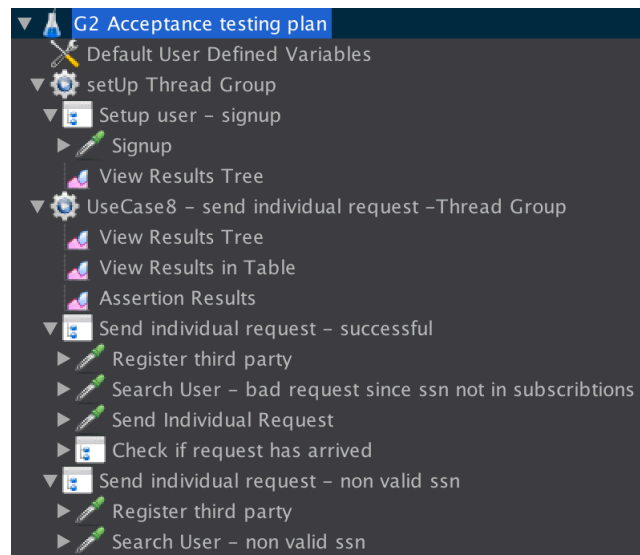 G2 Acceptance testing plan
Default User Defined Variables
setUp Thread Group
Setup user – signup
Signup
View Results Tree
UseCase8 – send individual request –Thread Group
View Results Tree
View Results in Table
Assertion Results
Send individual request – successful
Register third party
Search User – bad request since ssn not in subscribtions
Send Individual Request
Check if request has arrived
Send individual request – non valid ssn
Register third party
Search User – non valid ssn